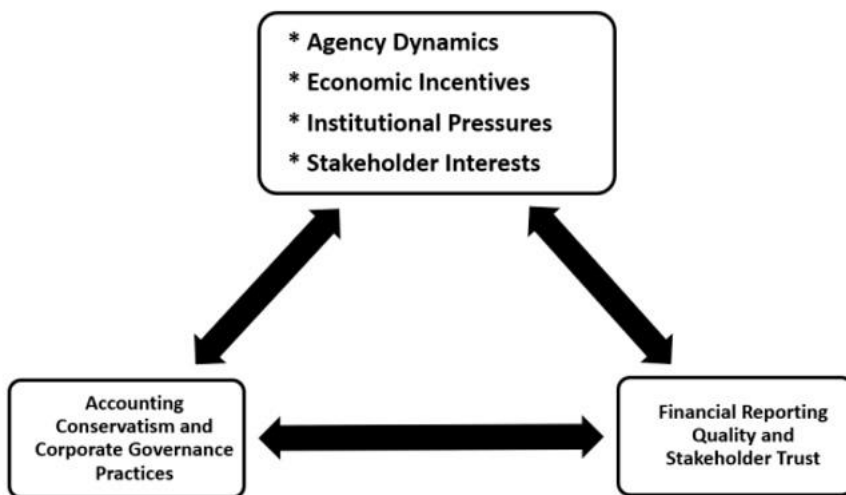 * Agency Dynamics
* Economic Incentives
* Institutional Pressures
* Stakeholder Interests
Accounting
Conservatism and
Corporate Governance
Practices
Financial Reporting
Quality and
Stakeholder Trust